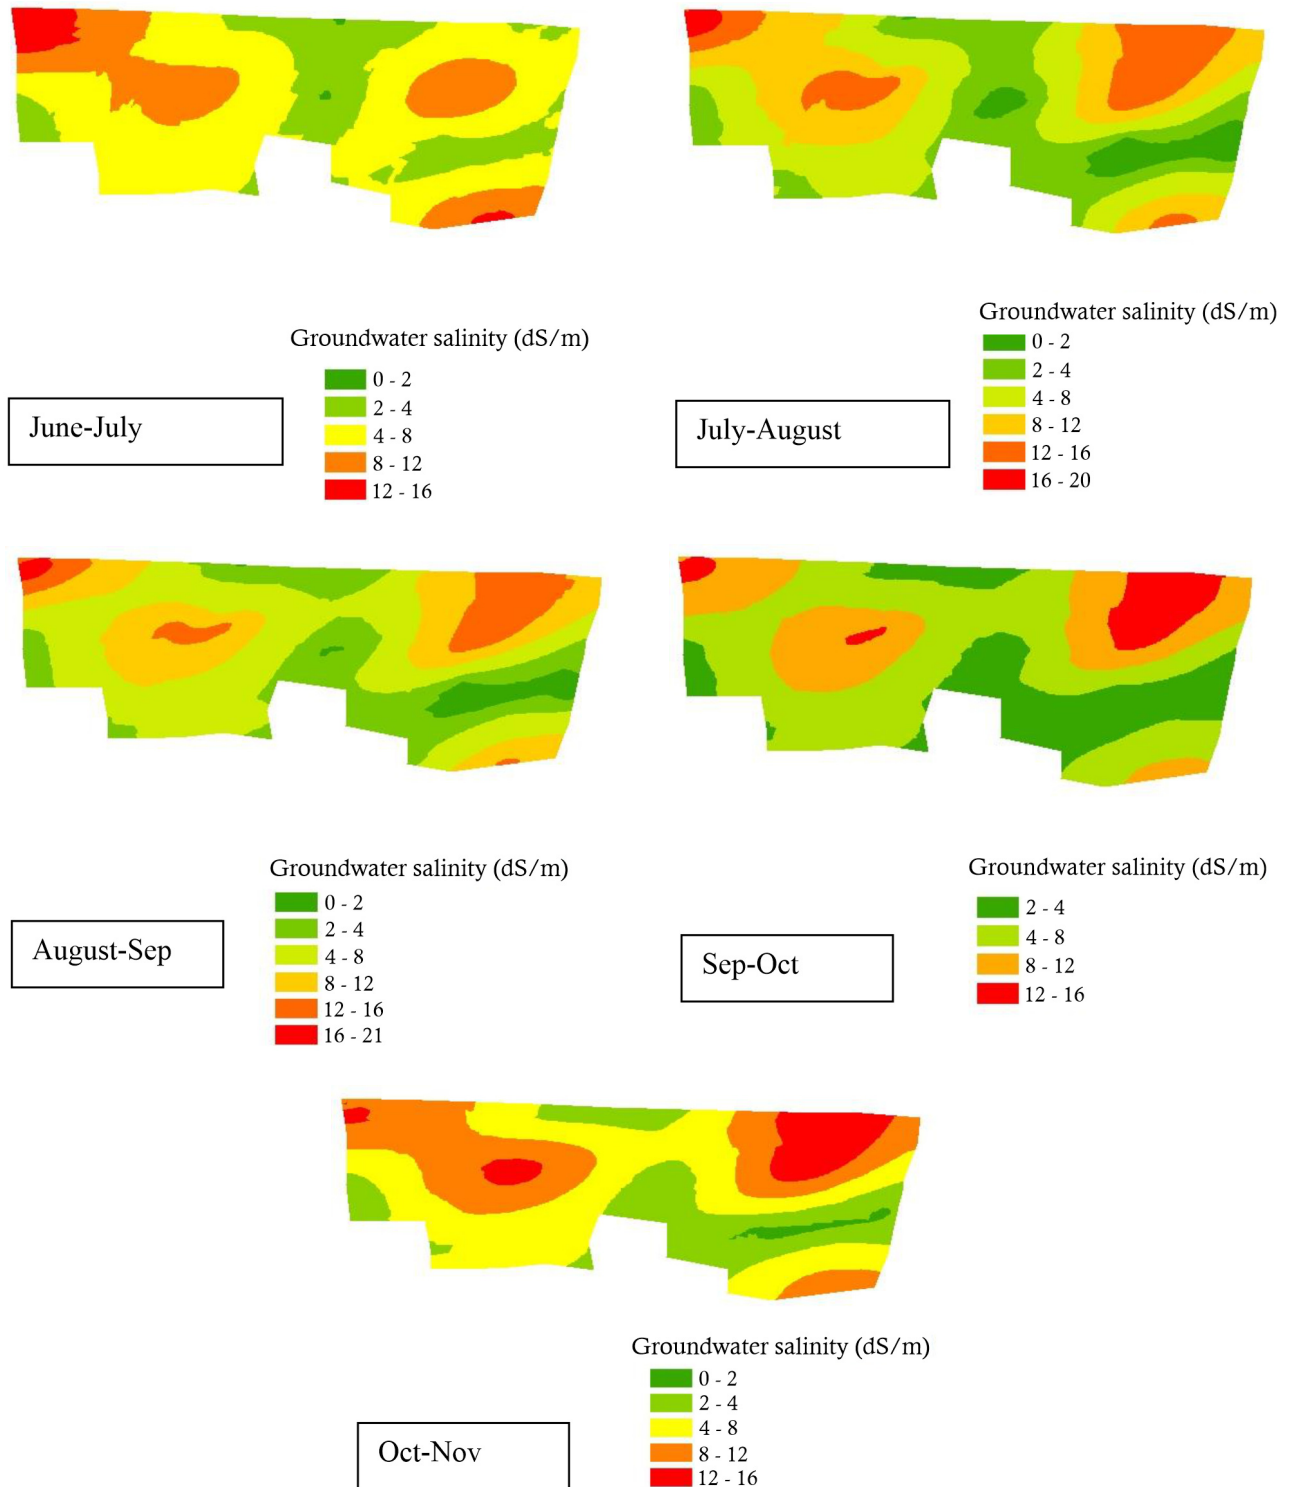 Groundwater salinity (dS/m)
0 - 2
2 - 4
4 - 8
8 - 12
12 - 16
June-July
Groundwater salinity (dS/m)
0 - 2
2 - 4
4 - 8
8 - 12
12 - 16
16 - 20
July-August
Groundwater salinity (dS/m)
0 - 2
2 - 4
4 - 8
8 - 12
12 - 16
16 - 21
August-Sep
Groundwater salinity (dS/m)
2 - 4
4 - 8
8 - 12
12 - 16
Sep-Oct
Groundwater salinity (dS/m)
0 - 2
2 - 4
4 - 8
8 - 12
12 - 16
Oct-Nov